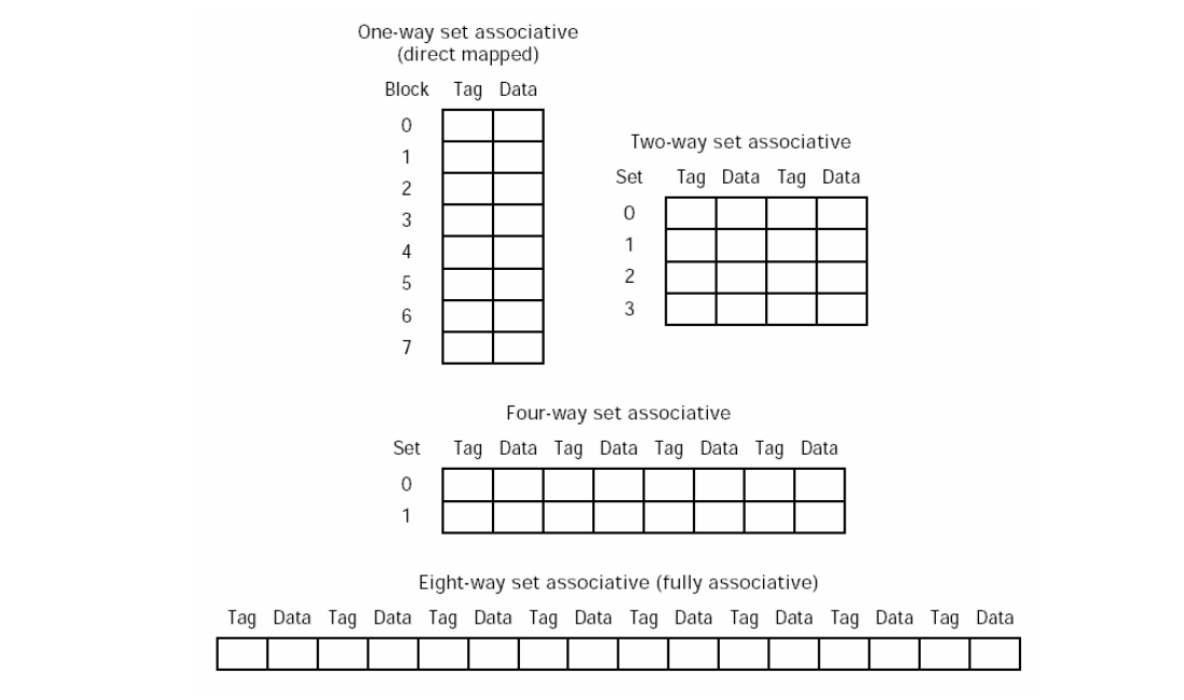 One-way set associative
(direct mapped)
Block Tag Data
0
1
2
3
4
5
6
7
Two-way set associative
Set Tag Data Tag Data
0
1
2
3
Four-way set associative
Set Tag Data Tag Data Tag Data Tag Data
0
1
Eight-way set associative (fully associative)
Tag Data Tag Data Tag Data Tag Data Tag Data Tag Data Tag Data Tag Data